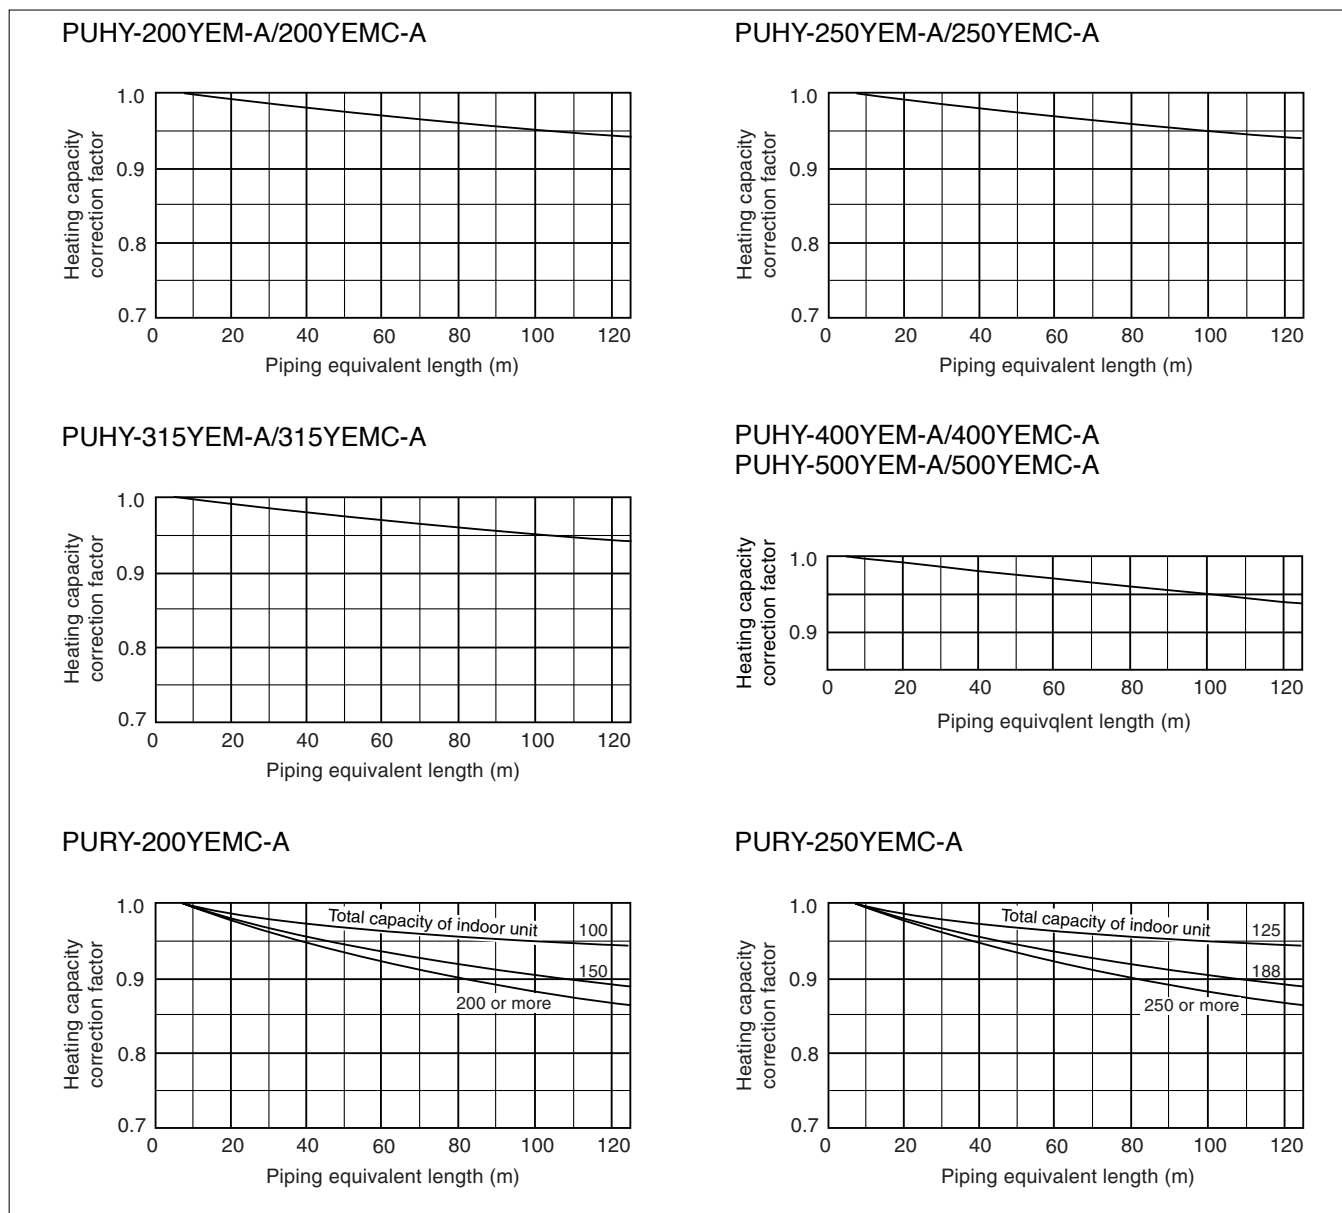 PUHY-200YEM-A/200YEMC-A
Heating capacity
correction factor
1.0
0.9
0.8
0.7
0 20 40 60 80 100 120
Piping equivalent length (m)
PUHY-250YEM-A/250YEMC-A
Heating capacity
correction factor
1.0
0.9
0.8
0.7
0 20 40 60 80 100 120
Piping equivalent length (m)
PUHY-315YEM-A/315YEMC-A
Heating capacity
correction factor
1.0
0.9
0.8
0.7
0 20 40 60 80 100 120
Piping equivalent length (m)
PUHY-400YEM-A/400YEMC-A
PUHY-500YEM-A/500YEMC-A
Heating capacity
correction factor
1.0
0.9
0 20 40 60 80 100 120
Piping equivqlent length (m)
PURY-200YEMC-A
Heating capacity
correction factor
1.0
0.9
0.8
0.7
Total capacity of indoor unit 100
150
200 or more
0 20 40 60 80 100 120
Piping equivalent length (m)
PURY-250YEMC-A
Heating capacity
correction factor
1.0
0.9
0.8
0.7
Total capacity of indoor unit 125
188
250 or more
0 20 40 60 80 100 120
Piping equivalent length (m)